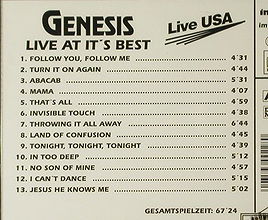 GENESIS
Live USA
LIVE AT IT´S BEST
1. FOLLOW YOU, FOLLOW ME 4´31
2. TURN IT ON AGAIN 4´44
3. ABACAB 5´31
4. MAMA 4´07
5. THAT´S ALL 4´59
6. INVISIBLE TOUCH 4´38
7. THROWING IT ALL AWAY 6´44
8. LAND OF CONFUSION 4´45
9. TONIGHT, TONIGHT, TONIGHT 4´39
10. IN TOO DEEP 5´12
11. NO SON OF MINE 4´57
12. I CAN´T DANCE 5´15
13. JESUS HE KNOWS ME 5´02
GESAMTSPIELZEIT: 67´24